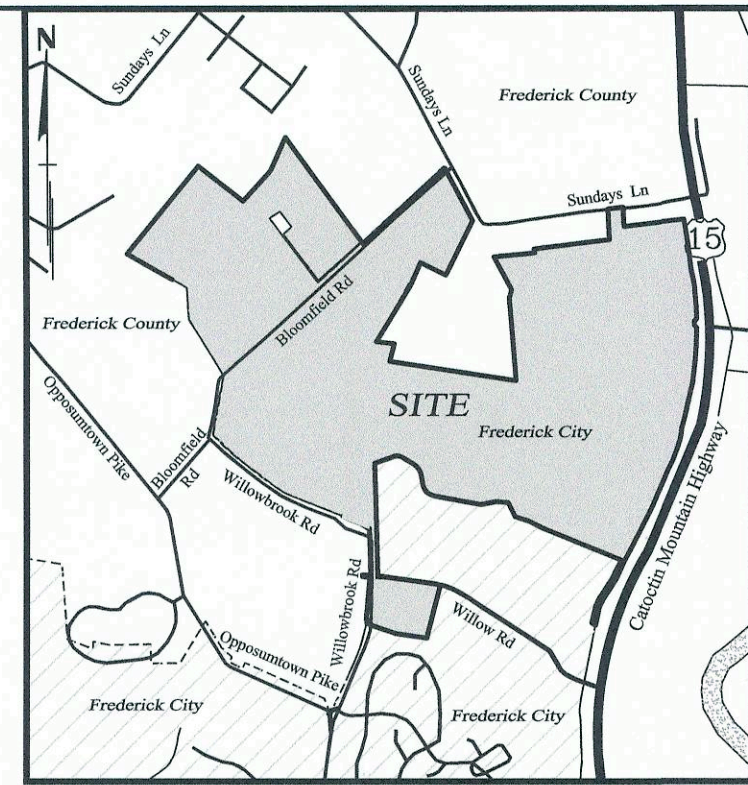 N
Sundays Ln
Sundays Ln
Frederick County
Sundays Ln
15
Bloomfield Rd
Frederick County
Opposumtown Pike
SITE
Frederick City
Bloomfield
Rd
Willowbrook Rd
Catoctin Mountain Highway
Willowbrook Rd
Willow Rd
Opposumtown Pike
Frederick City
Frederick City